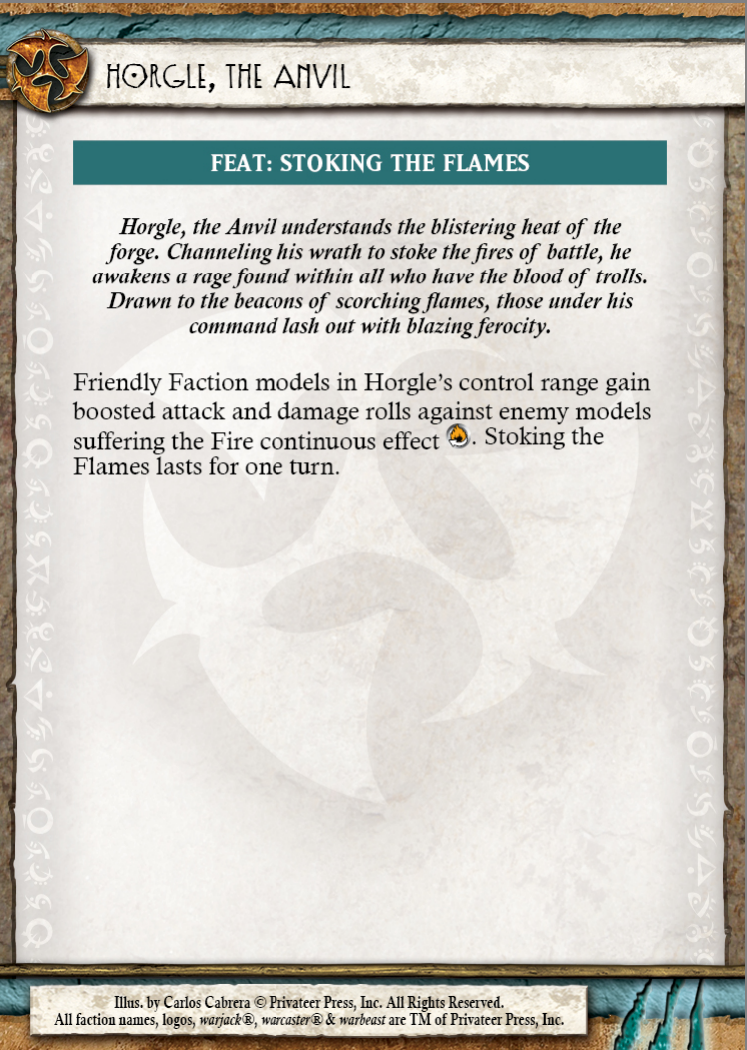 HORGLE, THE ANVIL
FEAT: STOKING THE FLAMES
Horgle, the Anvil understands the blistering heat of the
forge. Channeling his wrath to stoke the fires of battle, he
awakens a rage found within all who have the blood of trolls.
Drawn to the beacons of scorching flames, those under his
command lash out with blazing ferocity.
Friendly Faction models in Horgle’s control range gain
boosted attack and damage rolls against enemy models
suffering the Fire continuous effect . Stoking the
Flames lasts for one turn.
Illus. by Carlos Cabrera © Privateer Press, Inc. All Rights Reserved.
All faction names, logos, warjack®, warcaster® & warbeast are TM of Privateer Press, Inc.